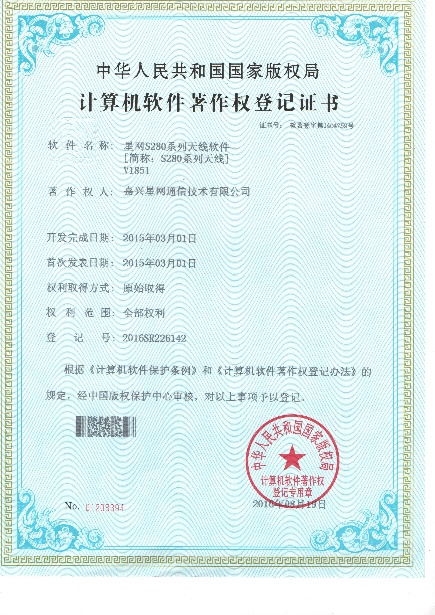 中华人民共和国国家版权局
计算机软件著作权登记证书
证书号： 软著登字第1404759号
软件名称： 星网S280系列天线软件
[简称：S280系列天线]
V1851
著作权人： 嘉兴星网通信技术有限公司
开发完成日期： 2015年03月01日
首次发表日期： 2015年03月01日
权利取得方式： 原始取得
权利范围： 全部权利
登记号： 2016SR226142
根据《计算机软件保护条例》和《计算机软件著作权登记办法》的
规定，经中国版权保护中心审核，对以上事项予以登记。
中华人民共和国国家版权局
计算机软件著作权
登记专用章
2016年08月19日
No.